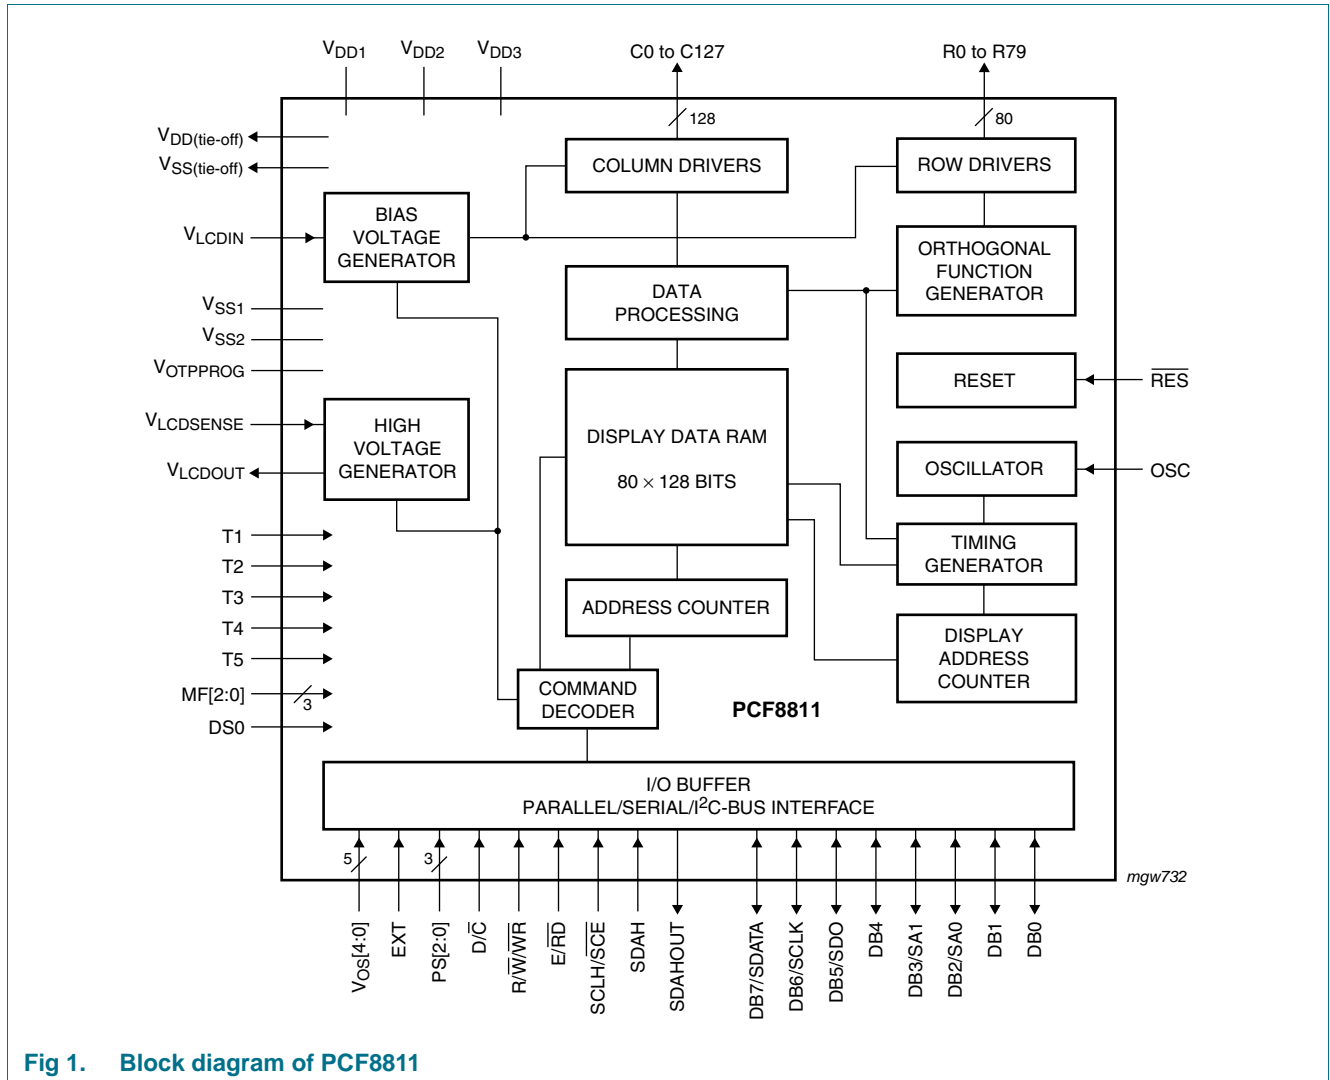 VDD1 VDD2 VDD3 C0 to C127 R0 to R79
128 80
VDD(tie-off)
VSS(tie-off)
COLUMN DRIVERS
ROW DRIVERS
VLCDIN
BIAS
VOLTAGE
GENERATOR
ORTHOGONAL
FUNCTION
GENERATOR
DATA
PROCESSING
VSS1
VSS2
VOTPPROG
RESET
R̅E̅S̅
VLCDSENSE
VLCDOUT
HIGH
VOLTAGE
GENERATOR
DISPLAY DATA RAM
80 × 128 BITS
OSCILLATOR
OSC
T1
T2
T3
T4
T5
MF[2:0]
3
DS0
TIMING
GENERATOR
ADDRESS COUNTER
DISPLAY
ADDRESS
COUNTER
COMMAND
DECODER
PCF8811
I/O BUFFER
PARALLEL/SERIAL/I²C-BUS INTERFACE
5 3
mgw732
VOS[4:0]
EXT
PS[2:0]
D/C̅
R/W̅/W̅R̅
E/R̅D̅
SCLH/S̅C̅E̅
SDAH
SDAHOUT
DB7/SDATA
DB6/SCLK
DB5/SDO
DB4
DB3/SA1
DB2/SA0
DB1
DB0
Fig 1. Block diagram of PCF8811